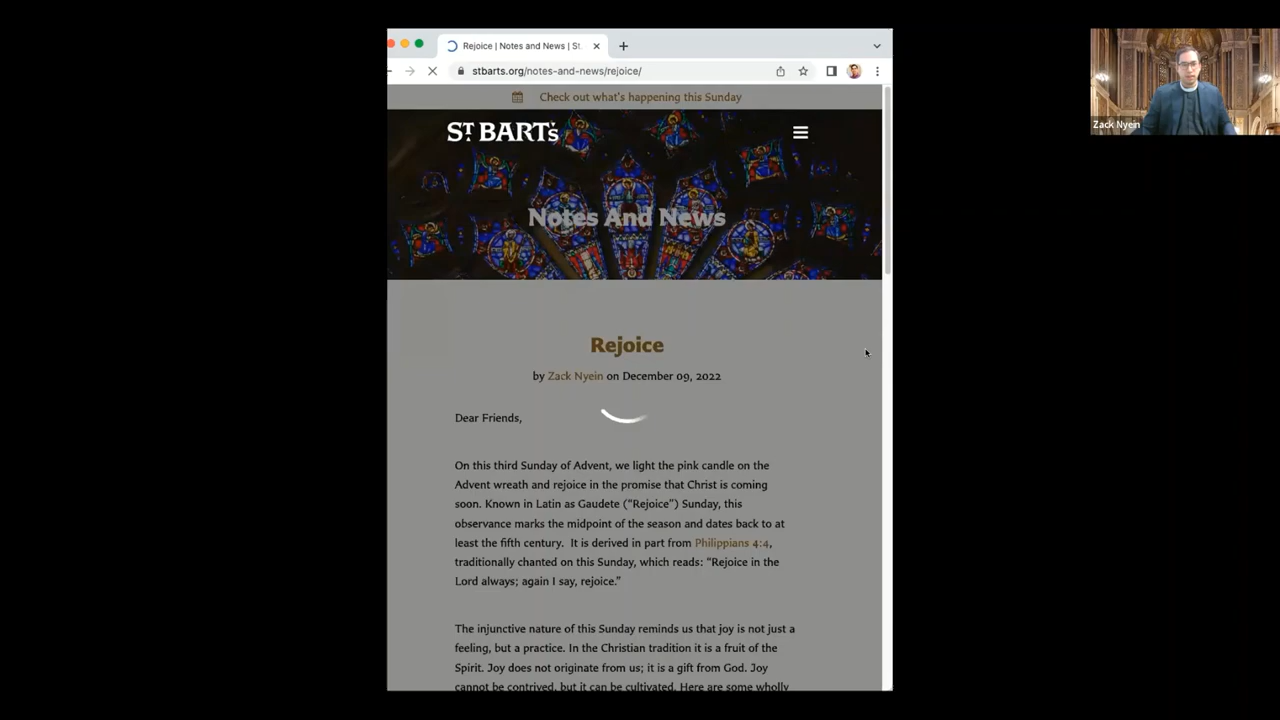 Rejoice | Notes and News | St.
stbarts.org/notes-and-news/rejoice/
Check out what's happening this Sunday
ST BART's
Notes And News
Rejoice
by Zack Nyein on December 09, 2022
Dear Friends,
On this third Sunday of Advent, we light the pink candle on the
Advent wreath and rejoice in the promise that Christ is coming
soon. Known in Latin as Gaudete (“Rejoice”) Sunday, this
observance marks the midpoint of the season and dates back to at
least the fifth century. It is derived in part from Philippians 4:4,
traditionally chanted on this Sunday, which reads: “Rejoice in the
Lord always; again I say, rejoice.”
The injunctive nature of this Sunday reminds us that joy is not just a
feeling, but a practice. In the Christian tradition it is a fruit of the
Spirit. Joy does not originate from us; it is a gift from God. Joy
cannot be contrived, but it can be cultivated. Here are some wholly
Zack Nyein